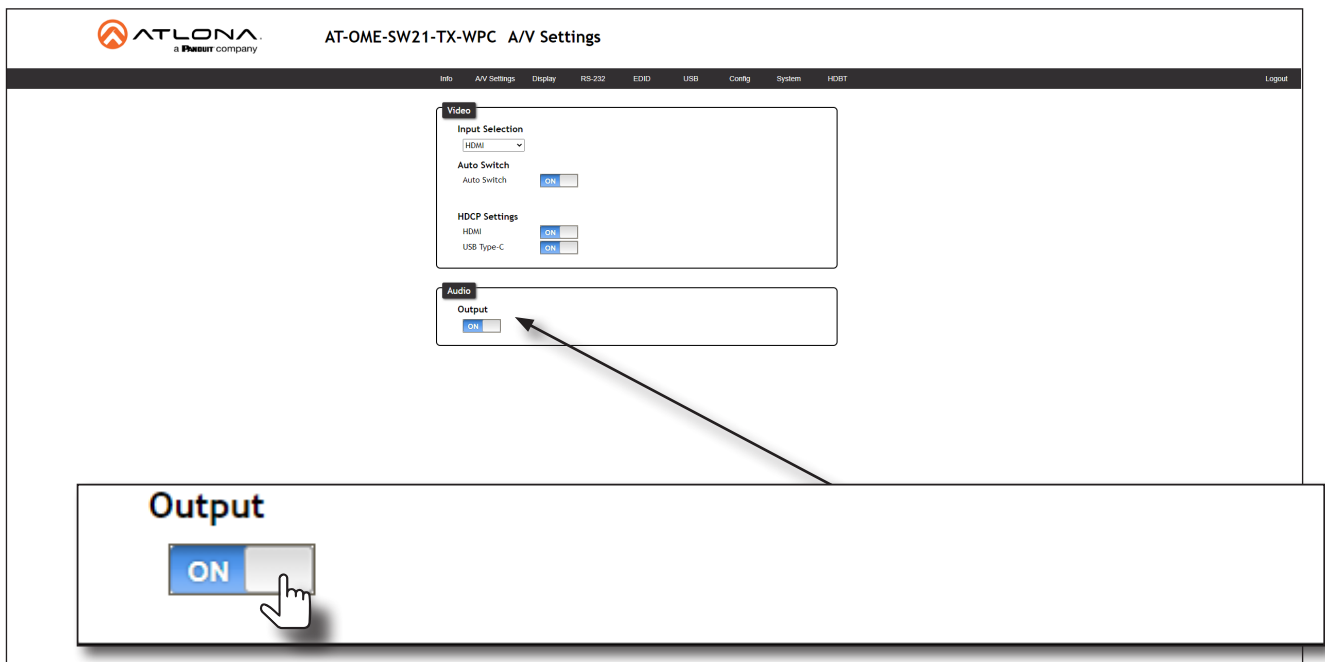 ATLONA.
a PANDUIT company
AT-OME-SW21-TX-WPC A/V Settings
Info A/V Settings Display RS-232 EDID USB Config System HDBT Logout
Video
Input Selection
HDMI
Auto Switch
Auto Switch ON
HDCP Settings
HDMI ON
USB Type-C ON
Audio
Output
ON
Output
ON